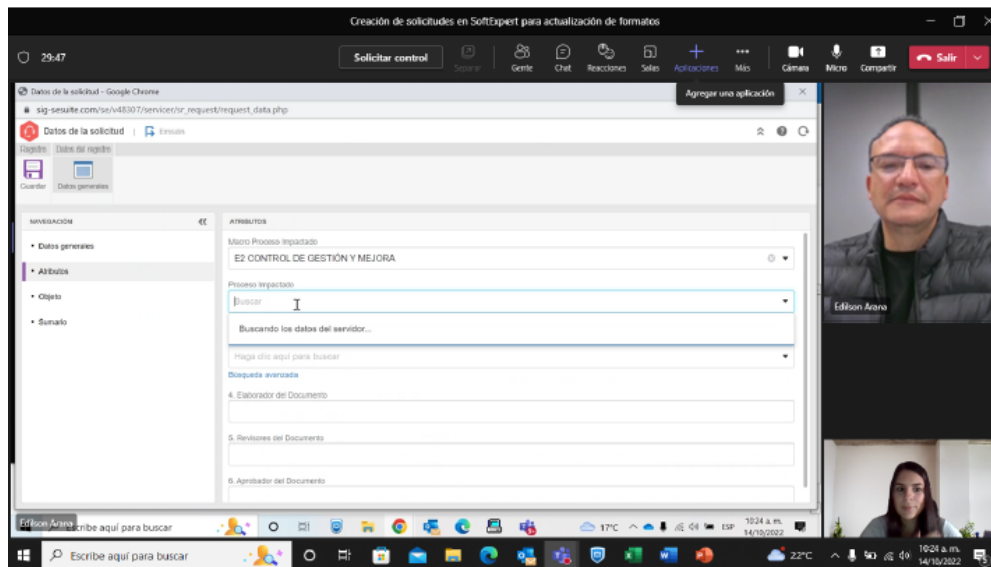 Creación de solicitudes en SoftExpert para actualización de formatos
29:47
Solicitar control
Separar
Gente
Chat
Reacciones
Salas
Aplicaciones
Más
Cámara
Micro
Compartir
Salir
Agregar una aplicación
Datos de la solicitud - Google Chrome
sig-sesuite.com/se/v48307/servicer/sr_request/request_data.php
Datos de la solicitud | Emisión
Registro Datos del registro
Guardar
Datos generales
NAVEGACIÓN
Datos generales
Atributos
Objeto
Sumario
ATRIBUTOS
Macro Proceso Impactado
E2 CONTROL DE GESTIÓN Y MEJORA
Proceso Impactado
Buscar
Buscando los datos del servidor...
Haga clic aquí para buscar
Búsqueda avanzada
4. Elaborador del Documento
5. Revisores del Documento
6. Aprobador del Documento
Edilson Arana
Edilson Arana
scribe aquí para buscar
17°C
ESP
10:24 a.m.
14/10/2022
Escribe aquí para buscar
22°C
10:24 a.m.
14/10/2022